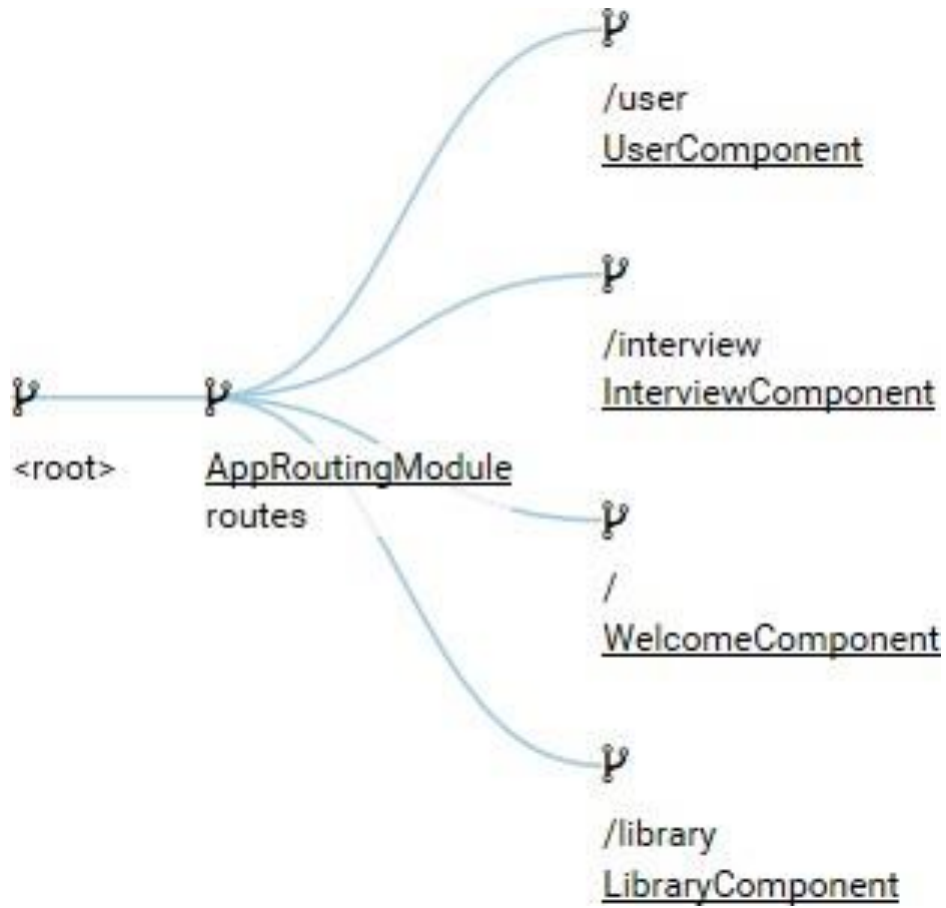 /user
UserComponent
/interview
InterviewComponent
<root>
AppRoutingModule
routes
/
WelcomeComponent
/library
LibraryComponent